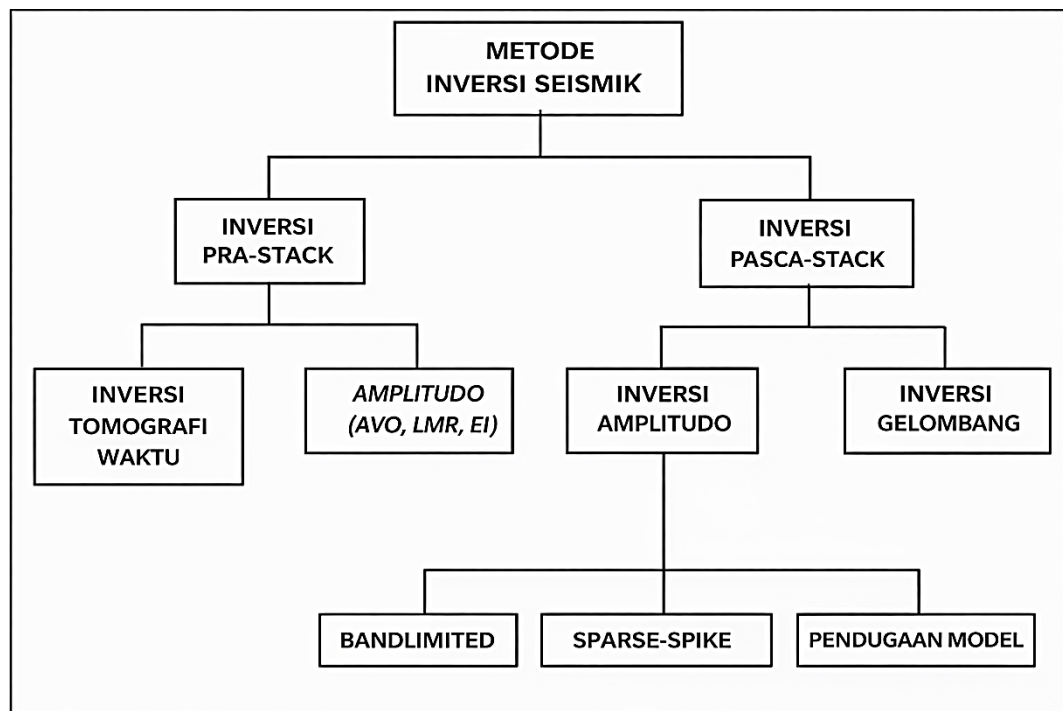 METODE
INVERSI SEISMIK
INVERSI
PRA-STACK
INVERSI
PASCA-STACK
INVERSI
TOMOGRAFI
WAKTU
AMPLITUDO
(AVO, LMR, EI)
INVERSI
AMPLITUDO
INVERSI
GELOMBANG
BANDLIMITED
SPARSE-SPIKE
PENDUGAAN MODEL